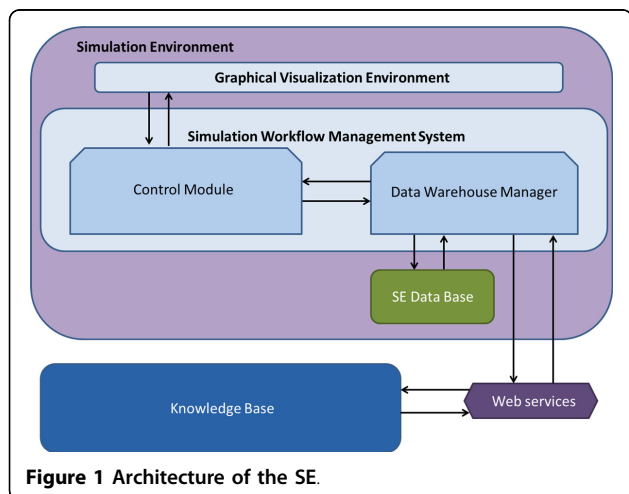 Simulation Environment
Graphical Visualization Environment
Simulation Workflow Management System
Control Module
Data Warehouse Manager
SE Data Base
Knowledge Base
Web services
Figure 1 Architecture of the SE.